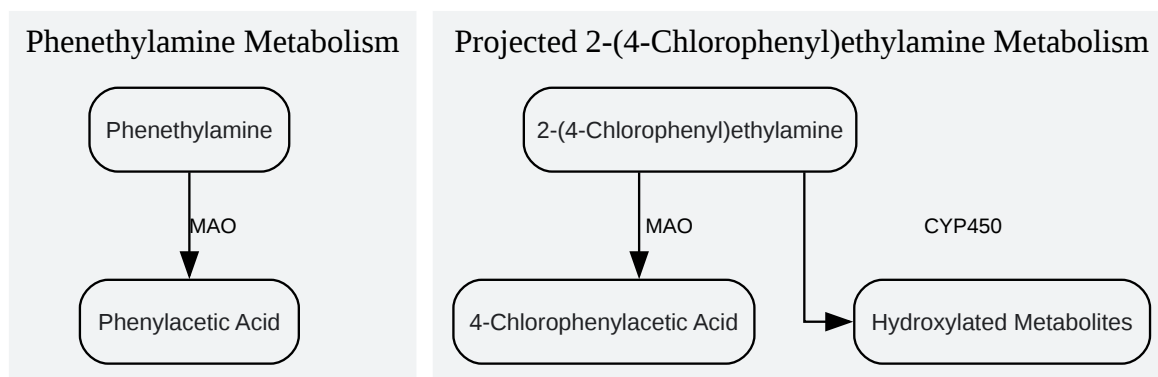 Phenethylamine Metabolism
Phenethylamine
MAO
Phenylacetic Acid
Projected 2-(4-Chlorophenyl)ethylamine Metabolism
2-(4-Chlorophenyl)ethylamine
MAO
CYP450
4-Chlorophenylacetic Acid
Hydroxylated Metabolites